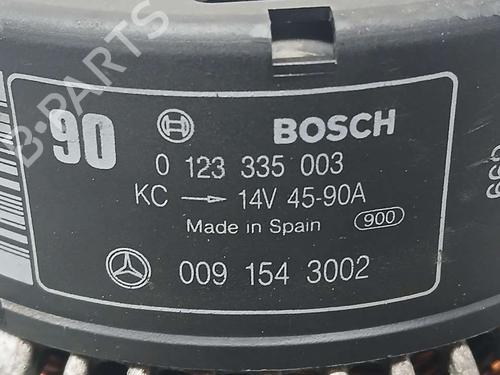 B-PARTS
90
BOSCH
0 123 335 003
KC → 14V 45-90A
Made in Spain 900
009 154 3002